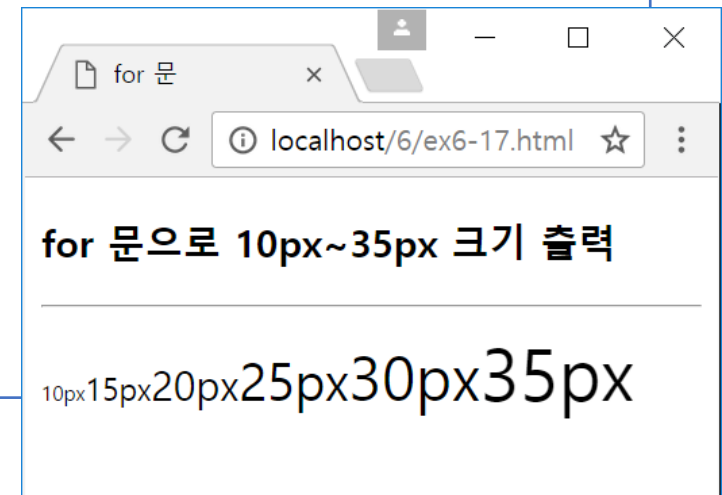 for 문
localhost/6/ex6-17.html
for 문으로 10px~35px 크기 출력
10px15px20px25px30px35px